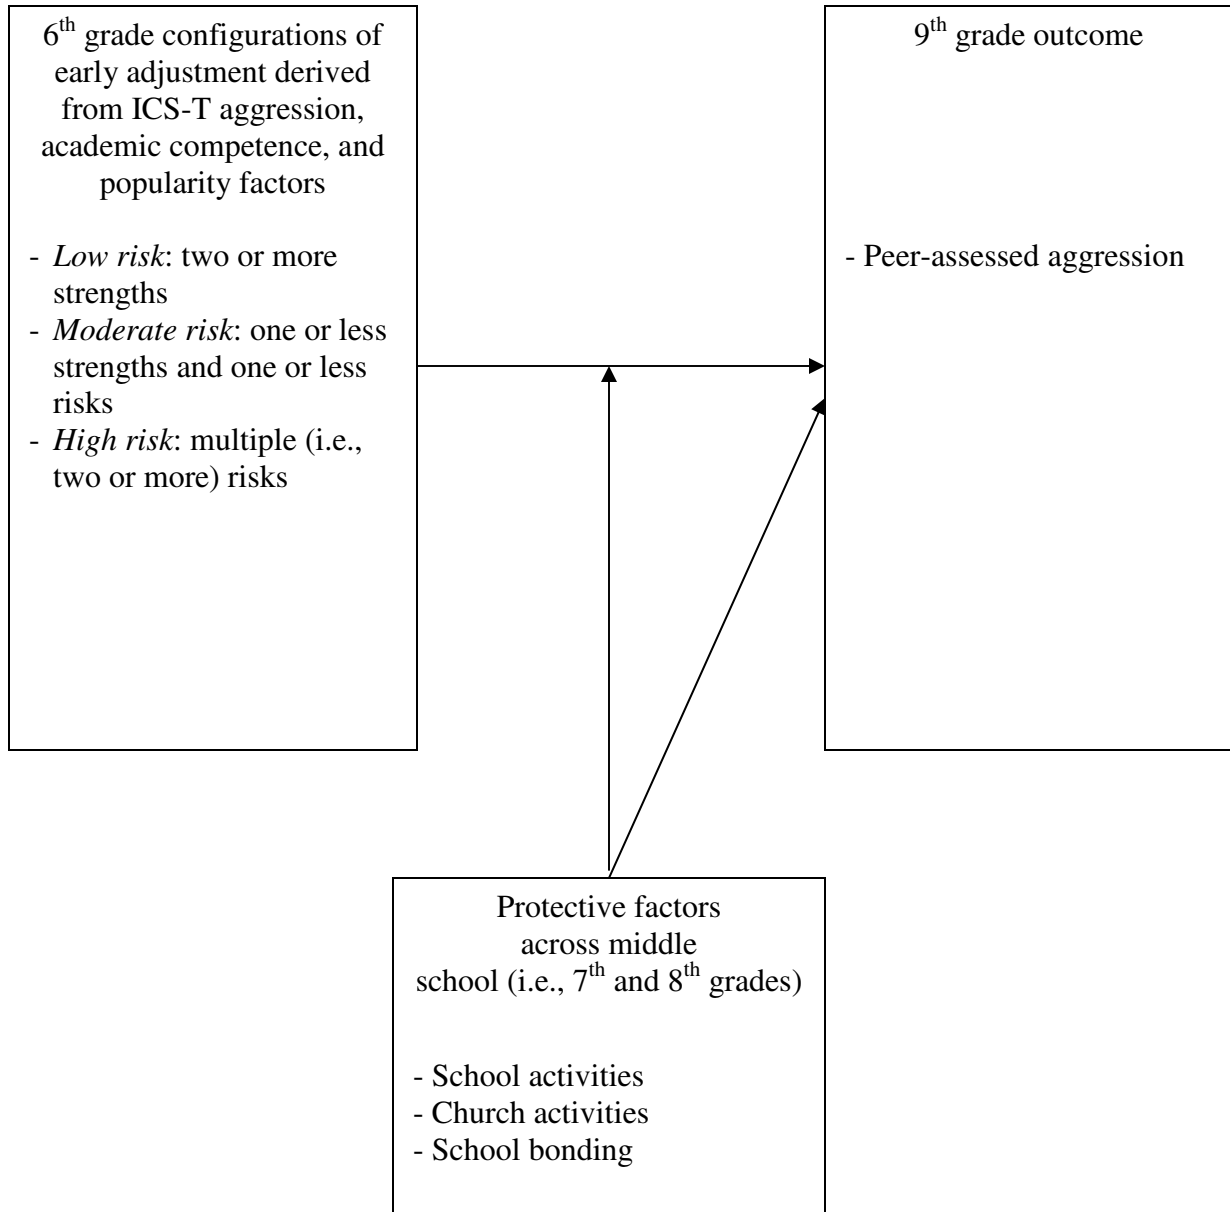 6th grade configurations of
early adjustment derived
from ICS-T aggression,
academic competence, and
popularity factors
- Low risk: two or more
strengths
- Moderate risk: one or less
strengths and one or less
risks
- High risk: multiple (i.e.,
two or more) risks
9th grade outcome
- Peer-assessed aggression
Protective factors
across middle
school (i.e., 7th and 8th grades)
- School activities
- Church activities
- School bonding